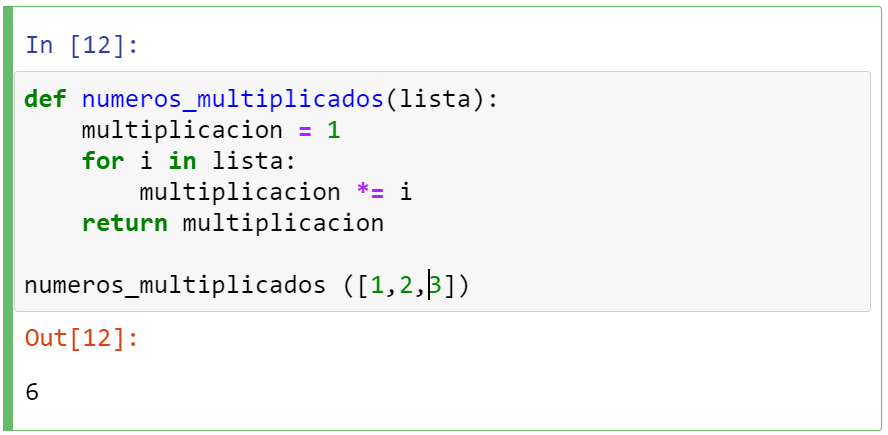 In [12]:
def numeros_multiplicados(lista):
    multiplicacion = 1
    for i in lista:
        multiplicacion *= i
    return multiplicacion
numeros_multiplicados ([1,2,3])
Out[12]:
6